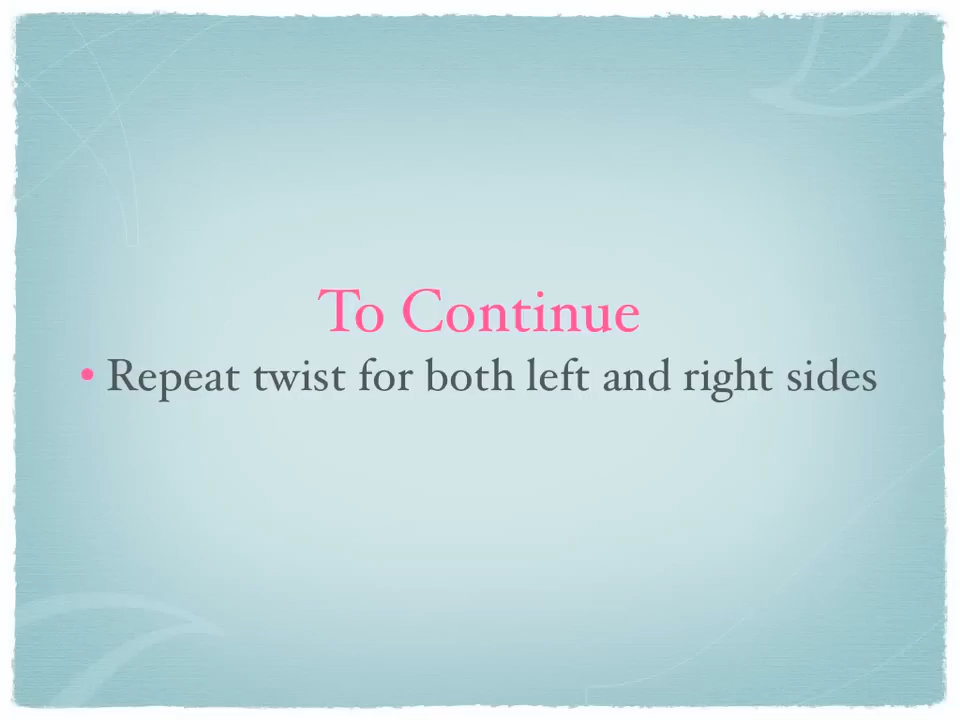 To Continue
• Repeat twist for both left and right sides